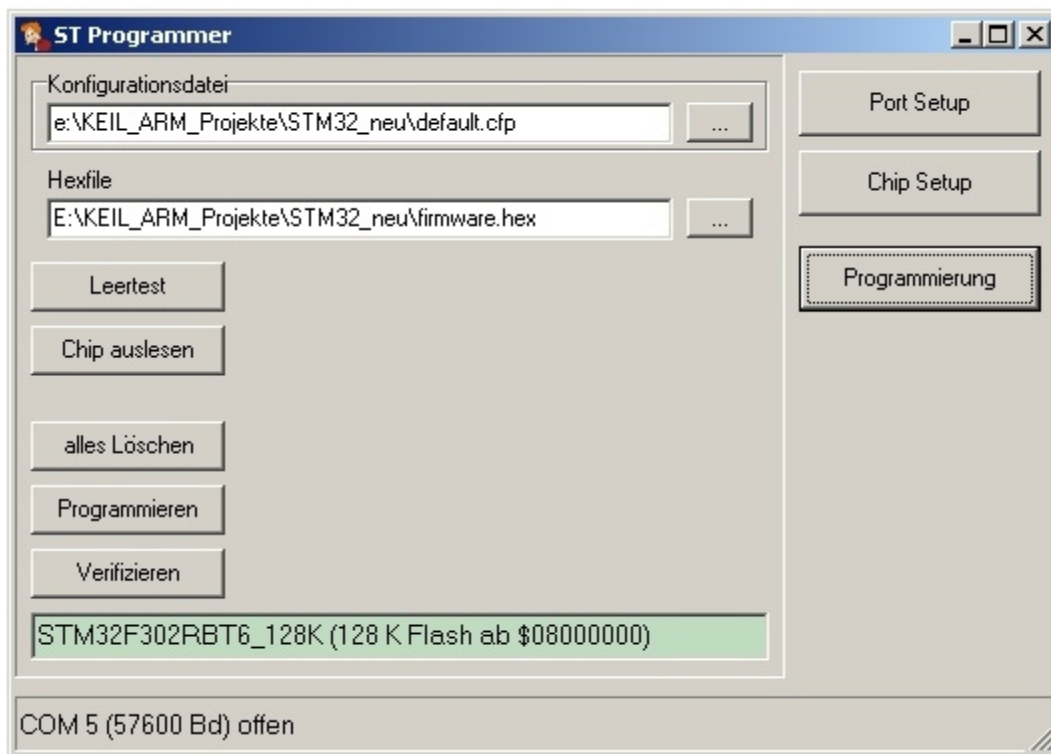 ST Programmer
Konfigurationsdatei
e:\KEIL_ARM_Projekte\STM32_neu\default.cfp
...
Hexfile
E:\KEIL_ARM_Projekte\STM32_neu\firmware.hex
...
Leertest
Chip auslesen
alles Löschen
Programmieren
Verifizieren
STM32F302RBT6_128K (128 K Flash ab $08000000)
Port Setup
Chip Setup
Programmierung
COM 5 (57600 Bd) offen